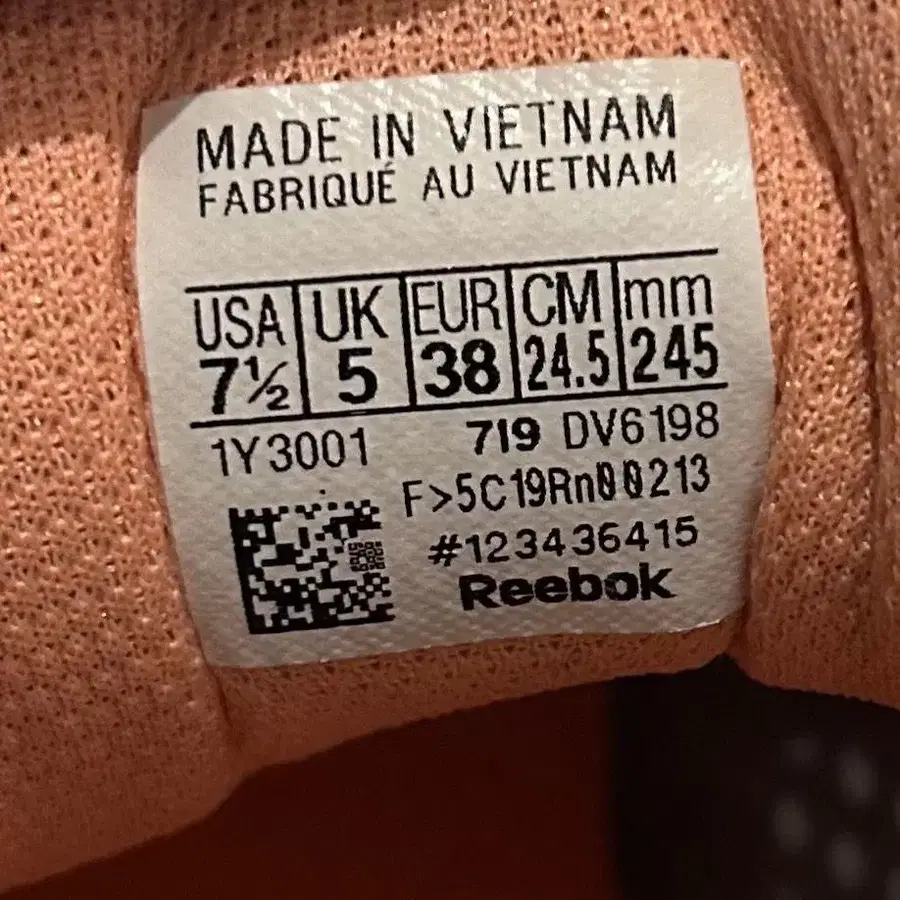 MADE IN VIETNAM
FABRIQUÉ AU VIETNAM
USA UK EUR CM mm
7½ 5 38 24.5 245
1Y3001 719 DV6198
F>5C19Rn00213
#123436415
Reebok